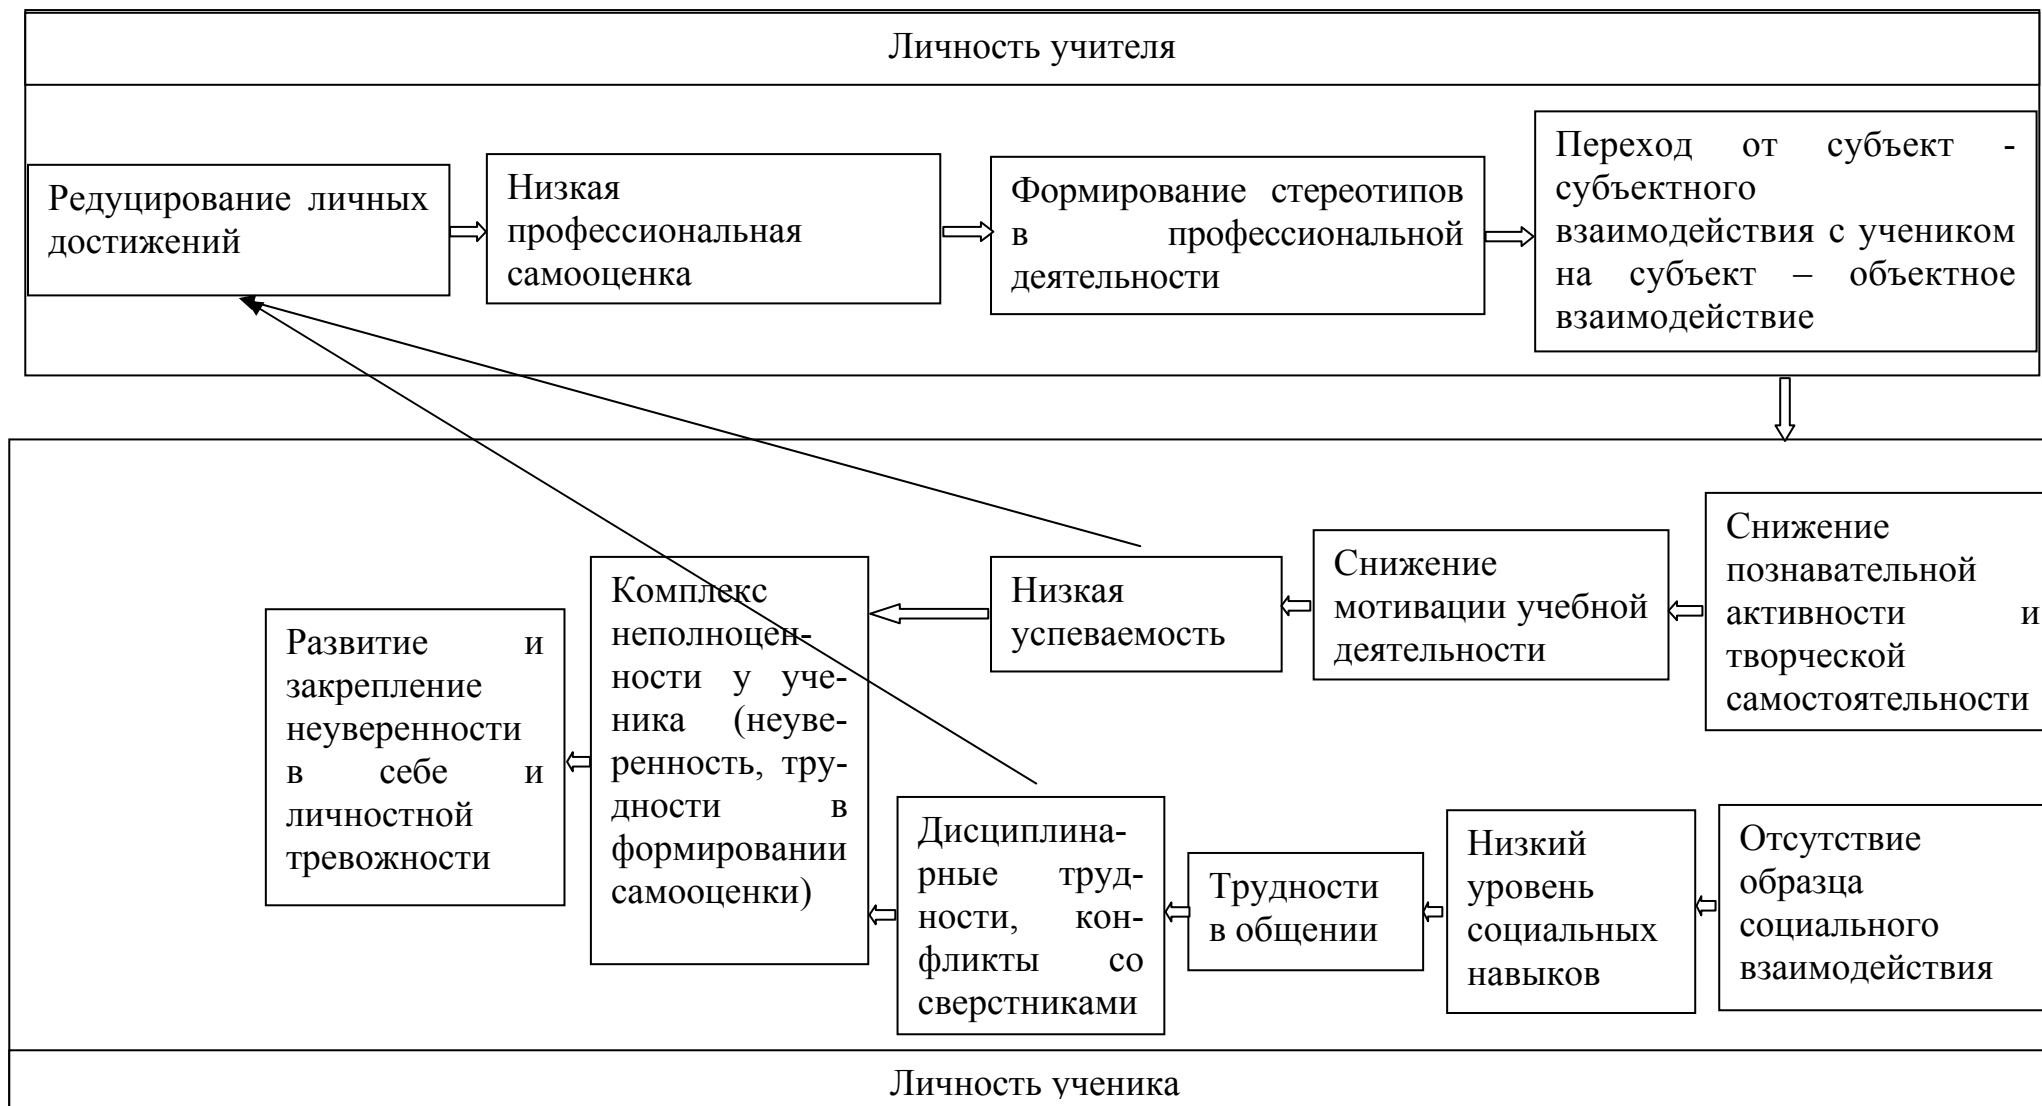 Личность учителя
Редуцирование личных
достижений
Низкая
профессиональная
самооценка
Формирование стереотипов
в профессиональной
деятельности
Переход от субъект -
субъектного
взаимодействия с учеником
на субъект – объектное
взаимодействие
Снижение
познавательной
активности и
творческой
самостоятельности
Снижение
мотивации учебной
деятельности
Низкая
успеваемость
Комплекс
неполноцен-
ности у уче-
ника (неуве-
ренность, тру-
дности в
формировании
самооценки)
Развитие и
закрепление
неуверенности
в себе и
личностной
тревожности
Отсутствие
образца
социального
взаимодействия
Низкий
уровень
социальных
навыков
Трудности
в общении
Дисциплина-
рные труд-
ности, кон-
фликты со
сверстниками
Личность ученика